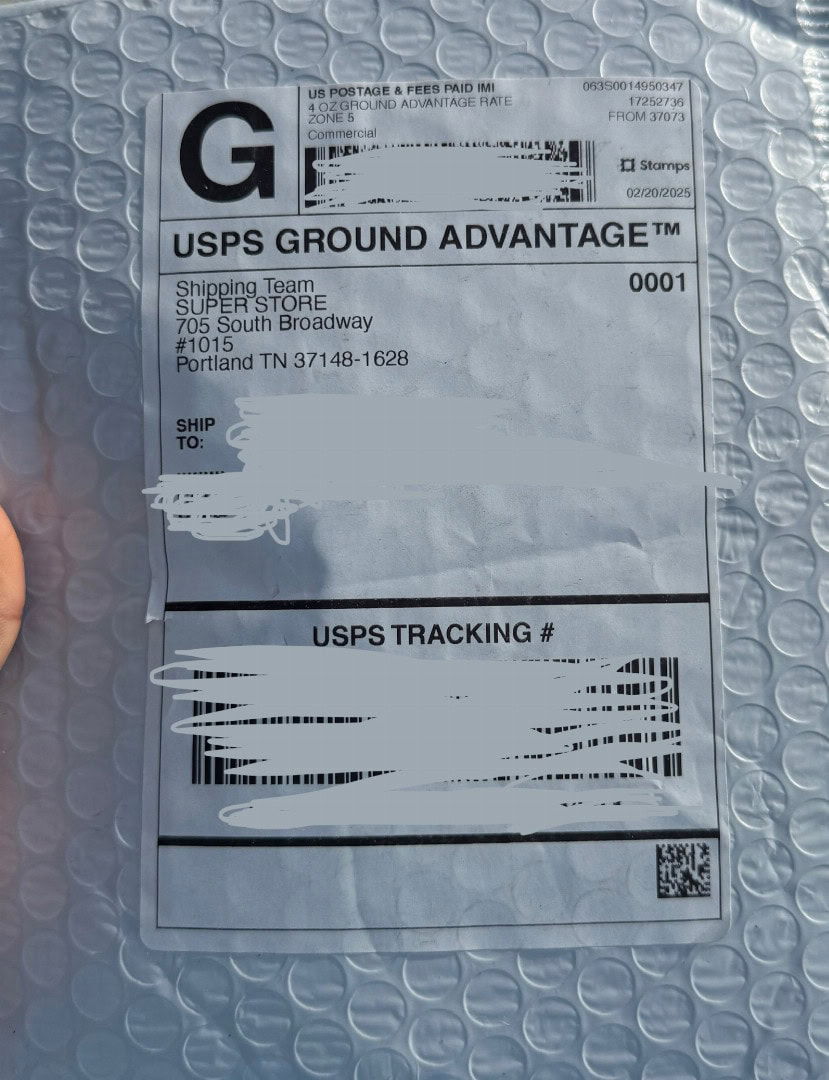 G
US POSTAGE & FEES PAID IMI
4 OZ GROUND ADVANTAGE RATE
ZONE 5
Commercial
063S0014950347
17252736
FROM 37073
Stamps
02/20/2025
USPS GROUND ADVANTAGE™
Shipping Team
SUPER STORE
705 South Broadway
#1015
Portland TN 37148-1628
0001
SHIP
TO:
USPS TRACKING #